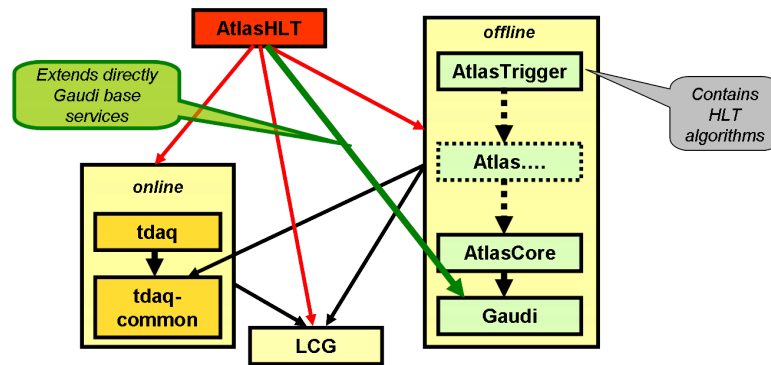 AtlasHLT
Extends directly
Gaudi base
services
offline
AtlasTrigger
Contains
HLT
algorithms
Atlas....
online
tdaq
tdaq-
common
AtlasCore
Gaudi
LCG